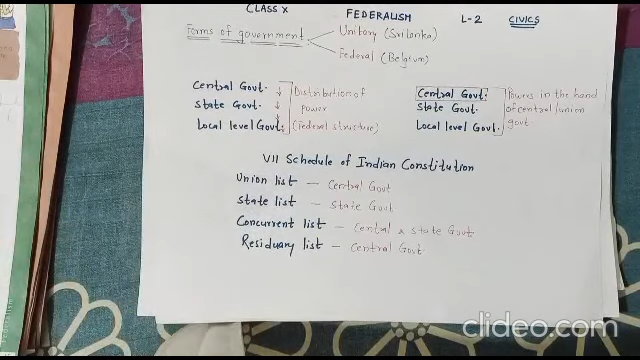 CLASS X
FEDERALISM
L-2
CIVICS
Forms of government
Unitary (Sri Lanka)
Federal (Belgium)
Central Govt.
State Govt.
Local level Govt.
Distribution of
power
(Federal structure)
Central Govt.
State Govt.
Local level Govt.
Powers in the hand
of central/union
govt.
VII Schedule of Indian Constitution
Union list — Central Govt
State list — State Govt
Concurrent list — Central & State Govt
Residuary list — Central Govt
clideo.com